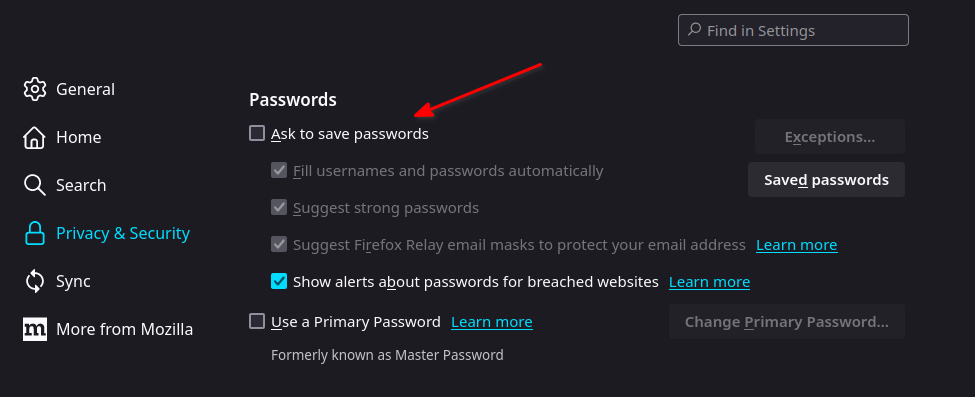 Find in Settings
General
Home
Search
Privacy & Security
Sync
m More from Mozilla
Passwords
Ask to save passwords
Exceptions...
Fill usernames and passwords automatically
Saved passwords
Suggest strong passwords
Suggest Firefox Relay email masks to protect your email address Learn more
Show alerts about passwords for breached websites Learn more
Use a Primary Password Learn more
Change Primary Password...
Formerly known as Master Password